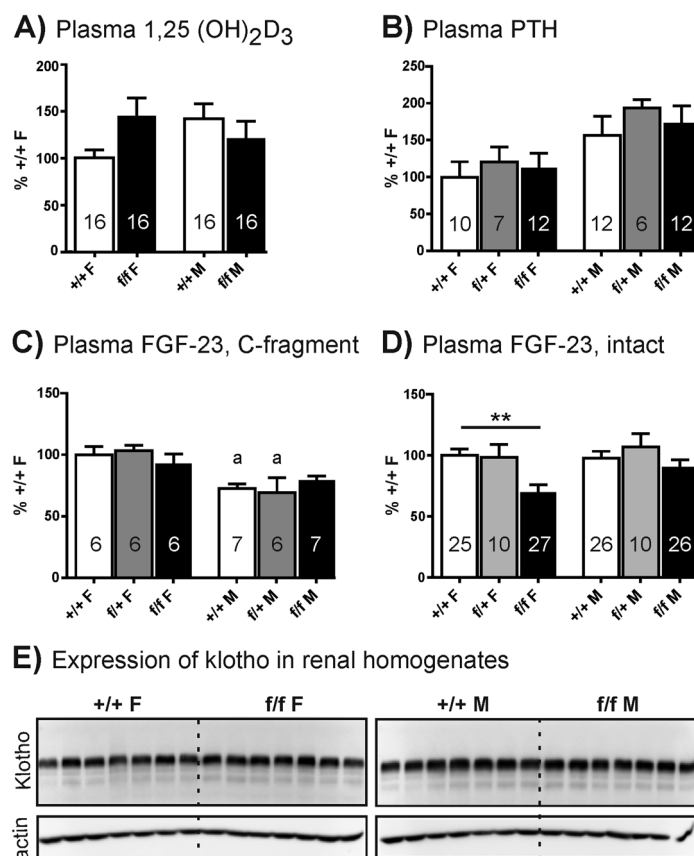 A) Plasma 1,25 (OH)2D3
% +/+ F
200
150
100
50
0
16
16
16
16
+/+ F
f/f F
+/+ M
f/f M
B) Plasma PTH
% +/+ F
250
200
150
100
50
0
10
7
12
12
6
12
+/+ F
f/+ F
f/f F
+/+ M
f/+ M
f/f M
C) Plasma FGF-23, C-fragment
% +/+ F
150
100
50
0
a
a
6
6
6
7
6
7
+/+ F
f/+ F
f/f F
+/+ M
f/+ M
f/f M
D) Plasma FGF-23, intact
% +/+ F
150
100
50
0
**
25
10
27
26
10
26
+/+ F
f/+ F
f/f F
+/+ M
f/+ M
f/f M
E) Expression of klotho in renal homogenates
+/+ F
f/f F
+/+ M
f/f M
Klotho
actin